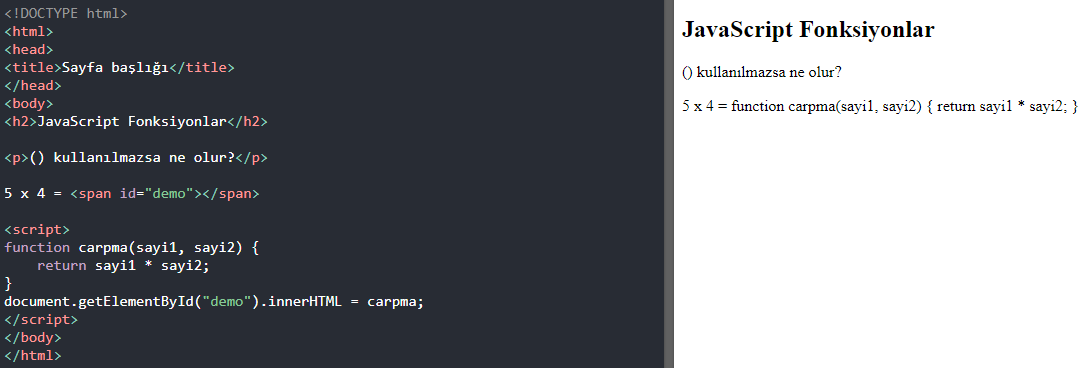 <!DOCTYPE html>
<html>
<head>
<title>Sayfa başlığı</title>
</head>
<body>
<h2>JavaScript Fonksiyonlar</h2>
<p>() kullanılmazsa ne olur?</p>
5 x 4 = <span id="demo"></span>
<script>
function carpma(sayi1, sayi2) {
    return sayi1 * sayi2;
}
document.getElementById("demo").innerHTML = carpma;
</script>
</body>
</html>
JavaScript Fonksiyonlar
() kullanılmazsa ne olur?
5 x 4 = function carpma(sayi1, sayi2) { return sayi1 * sayi2; }